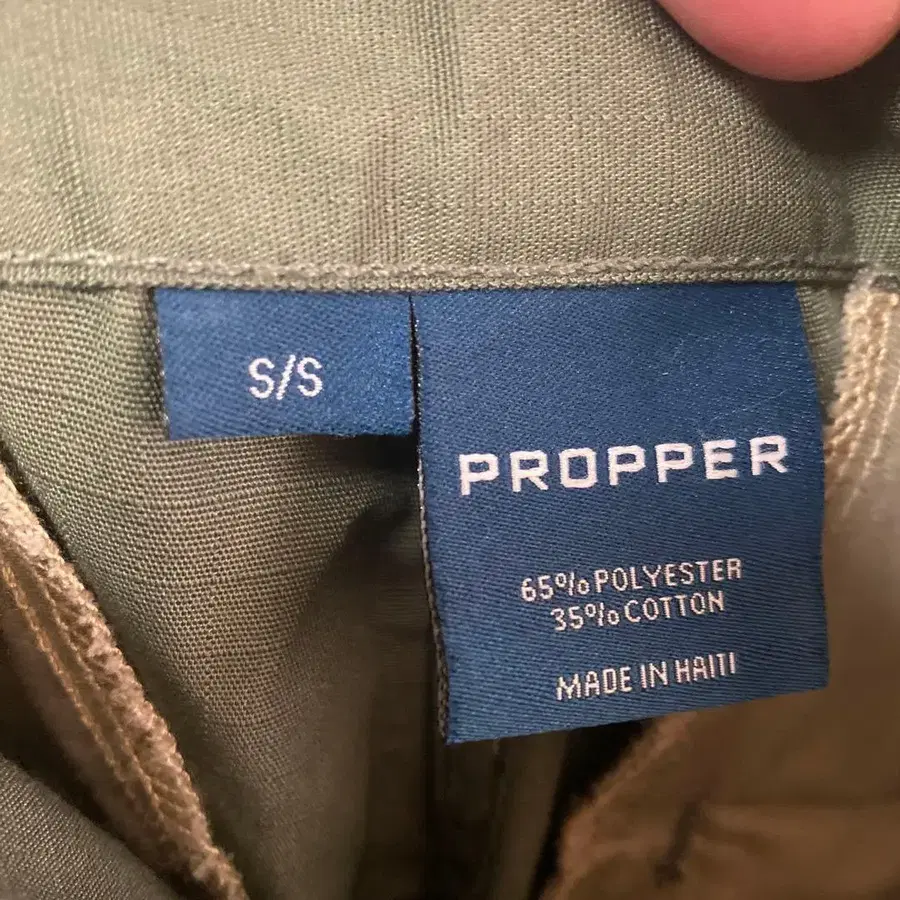 S/S
PROPPER
65% POLYESTER
35% COTTON
MADE IN HAITI